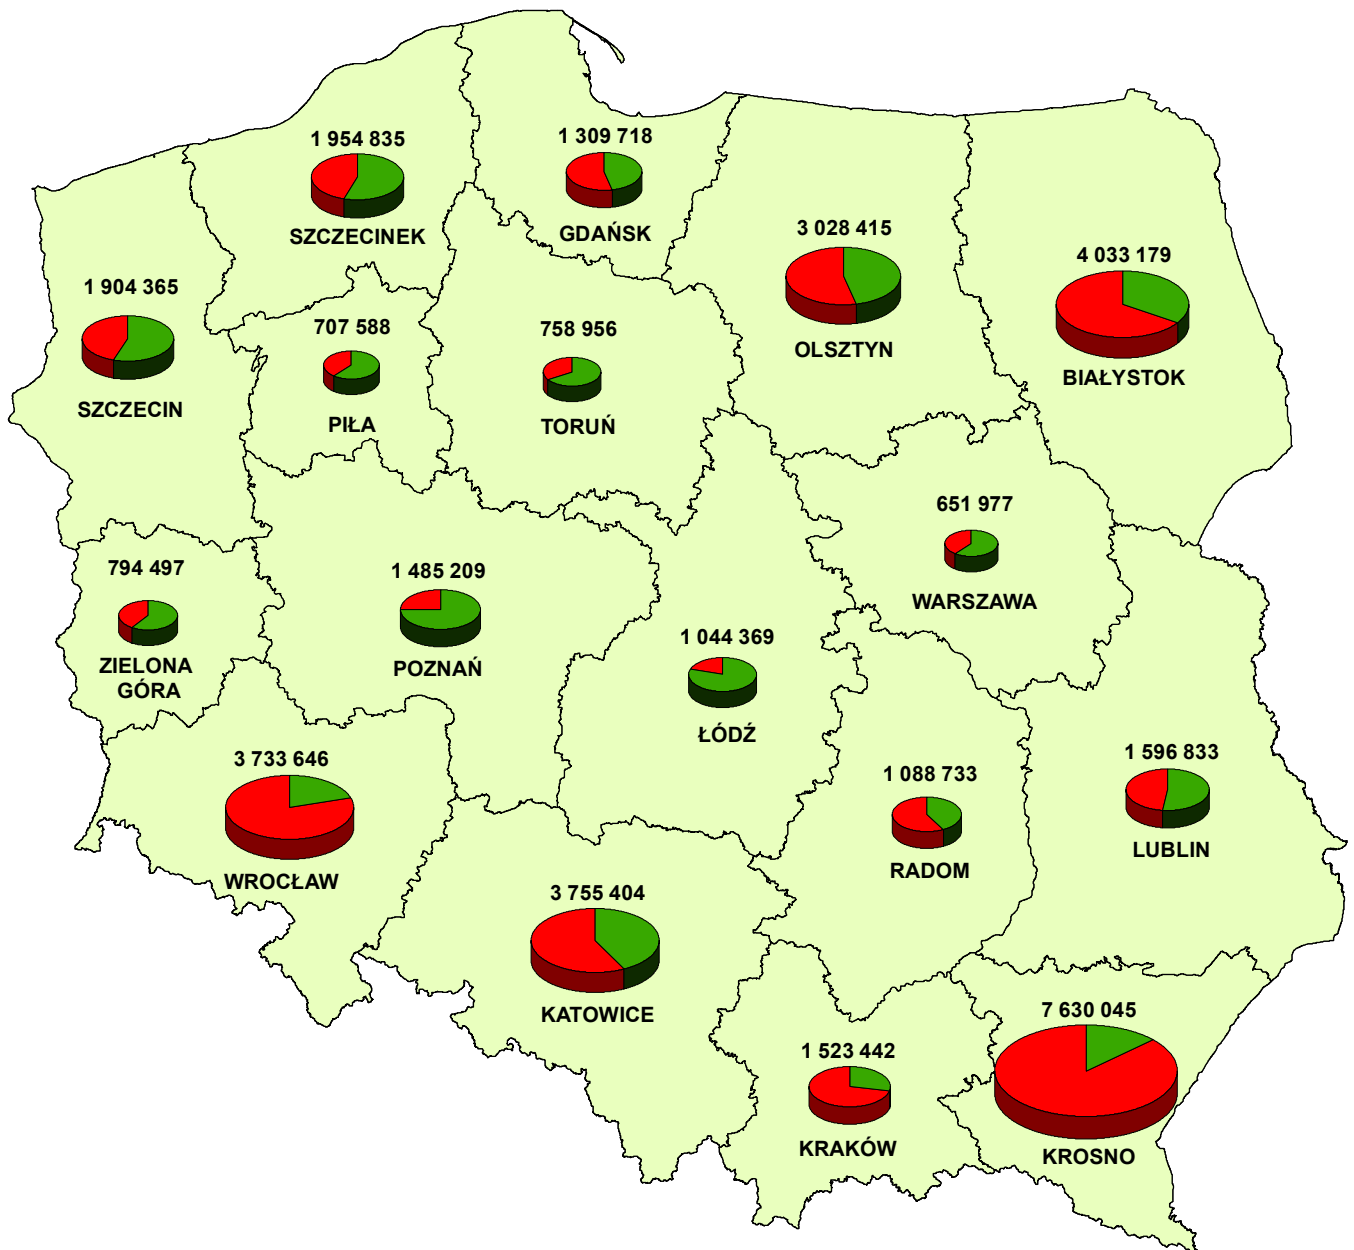 1 954 835
SZCZECINEK
1 309 718
GDAŃSK
3 028 415
OLSZTYN
4 033 179
BIAŁYSTOK
1 904 365
SZCZECIN
707 588
PIŁA
758 956
TORUŃ
651 977
WARSZAWA
794 497
ZIELONA
GÓRA
1 485 209
POZNAŃ
1 044 369
ŁÓDŹ
3 733 646
WROCŁAW
1 088 733
RADOM
1 596 833
LUBLIN
3 755 404
KATOWICE
1 523 442
KRAKÓW
7 630 045
KROSNO